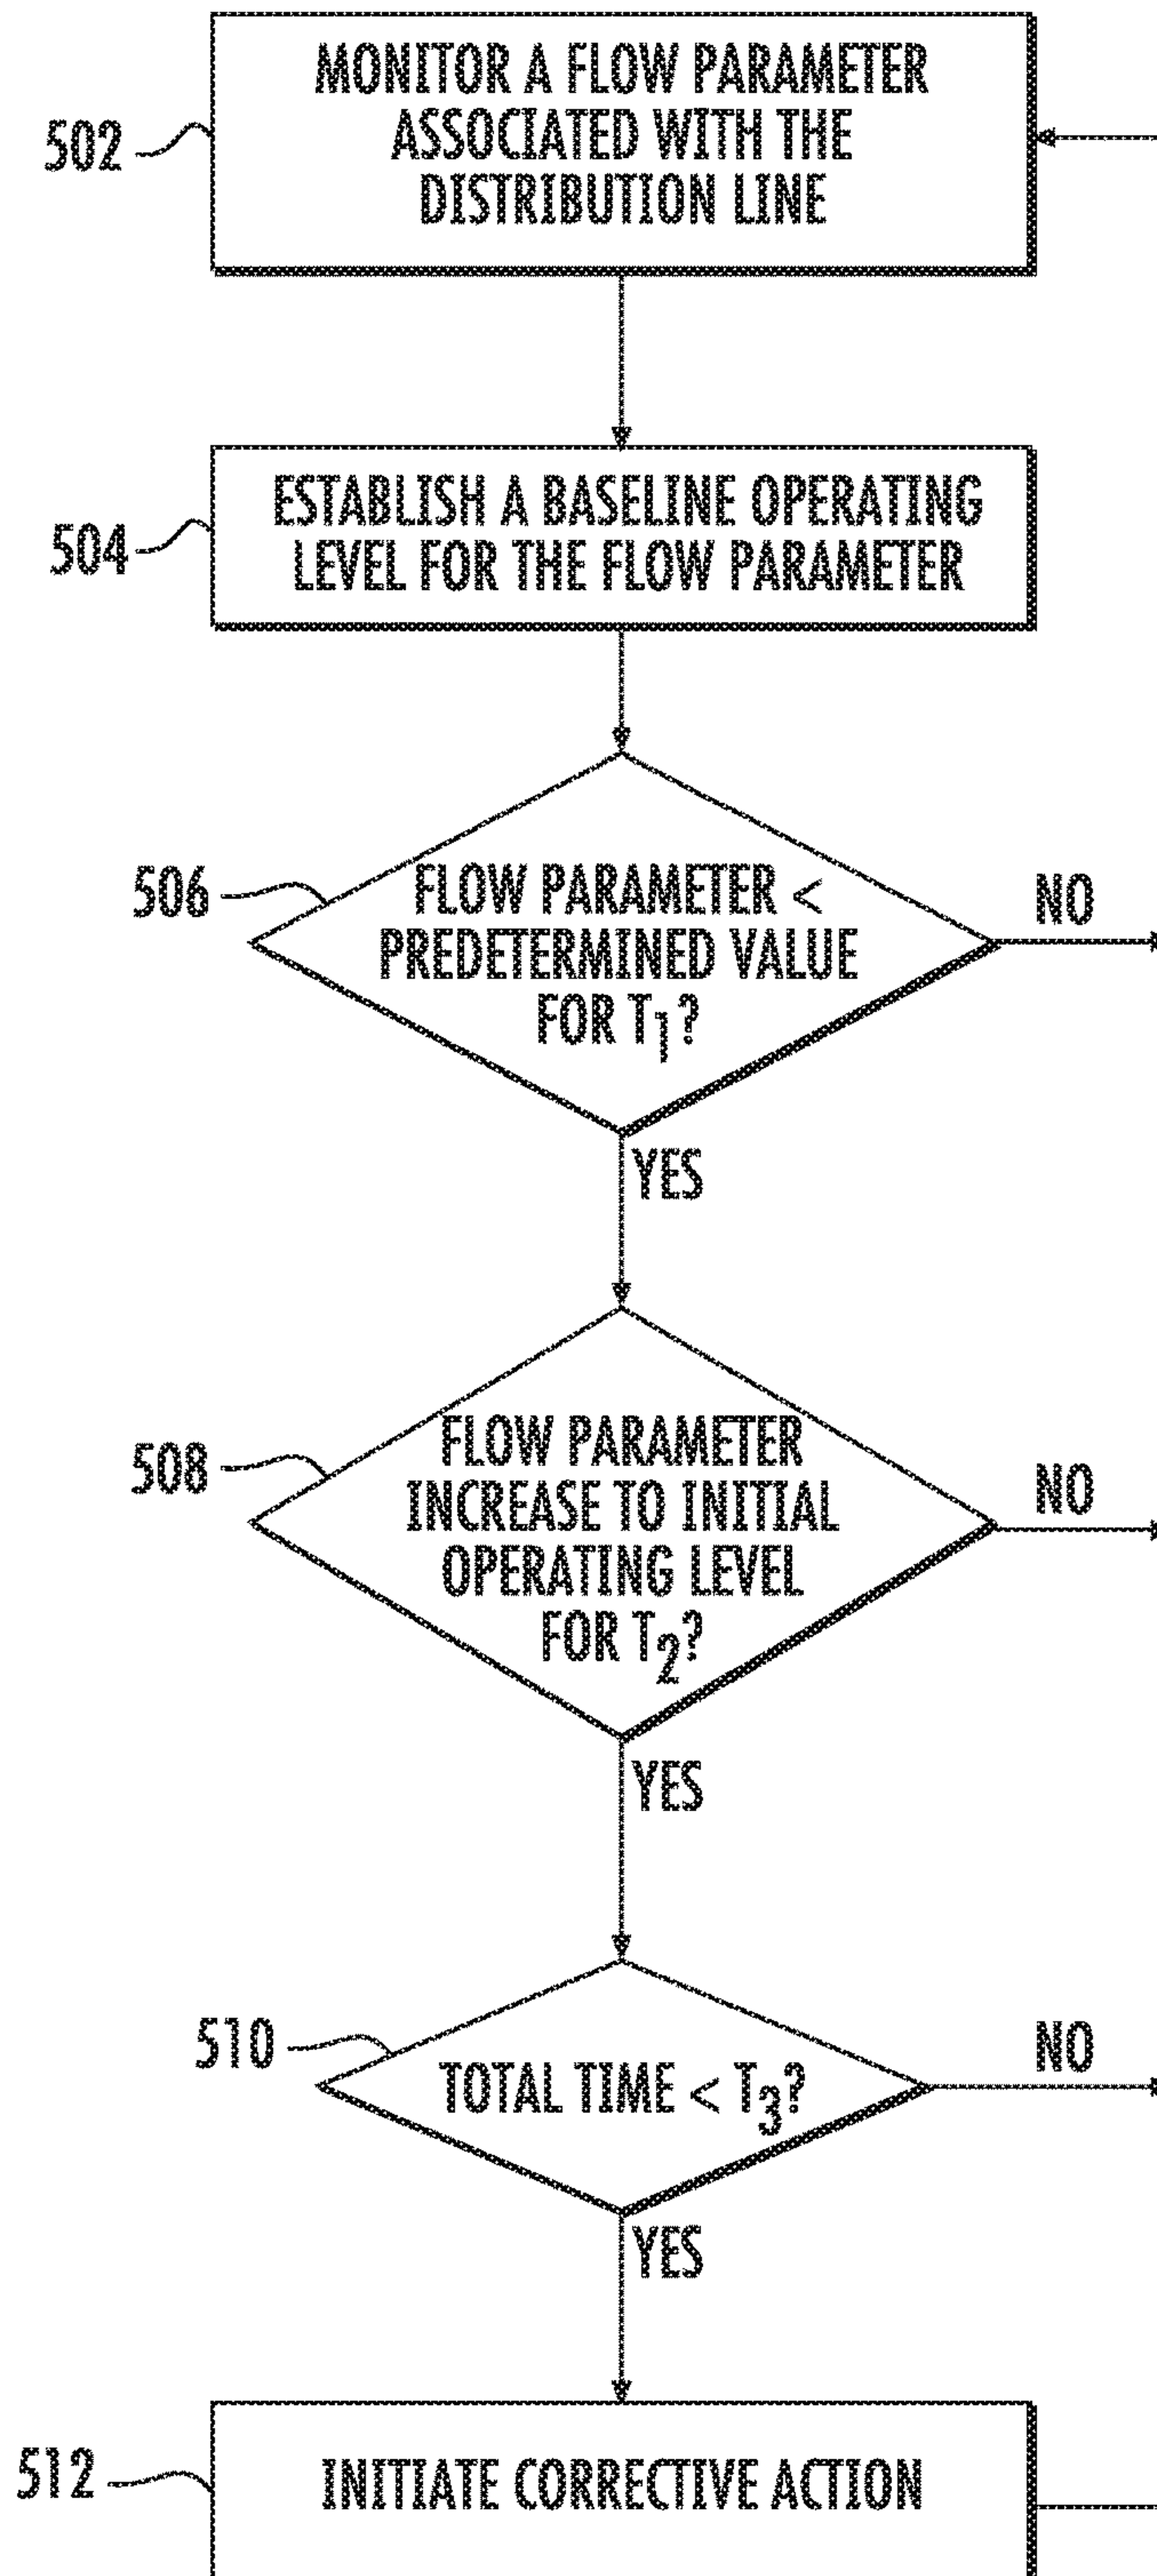 MONITOR A FLOW PARAMETER
ASSOCIATED WITH THE
DISTRIBUTION LINE
502
ESTABLISH A BASELINE OPERATING
LEVEL FOR THE FLOW PARAMETER
504
506
FLOW PARAMETER <
PREDETERMINED VALUE
FOR T1?
NO
YES
508
FLOW PARAMETER
INCREASE TO INITIAL
OPERATING LEVEL
FOR T2?
NO
YES
510
TOTAL TIME < T3?
NO
YES
512
INITIATE CORRECTIVE ACTION